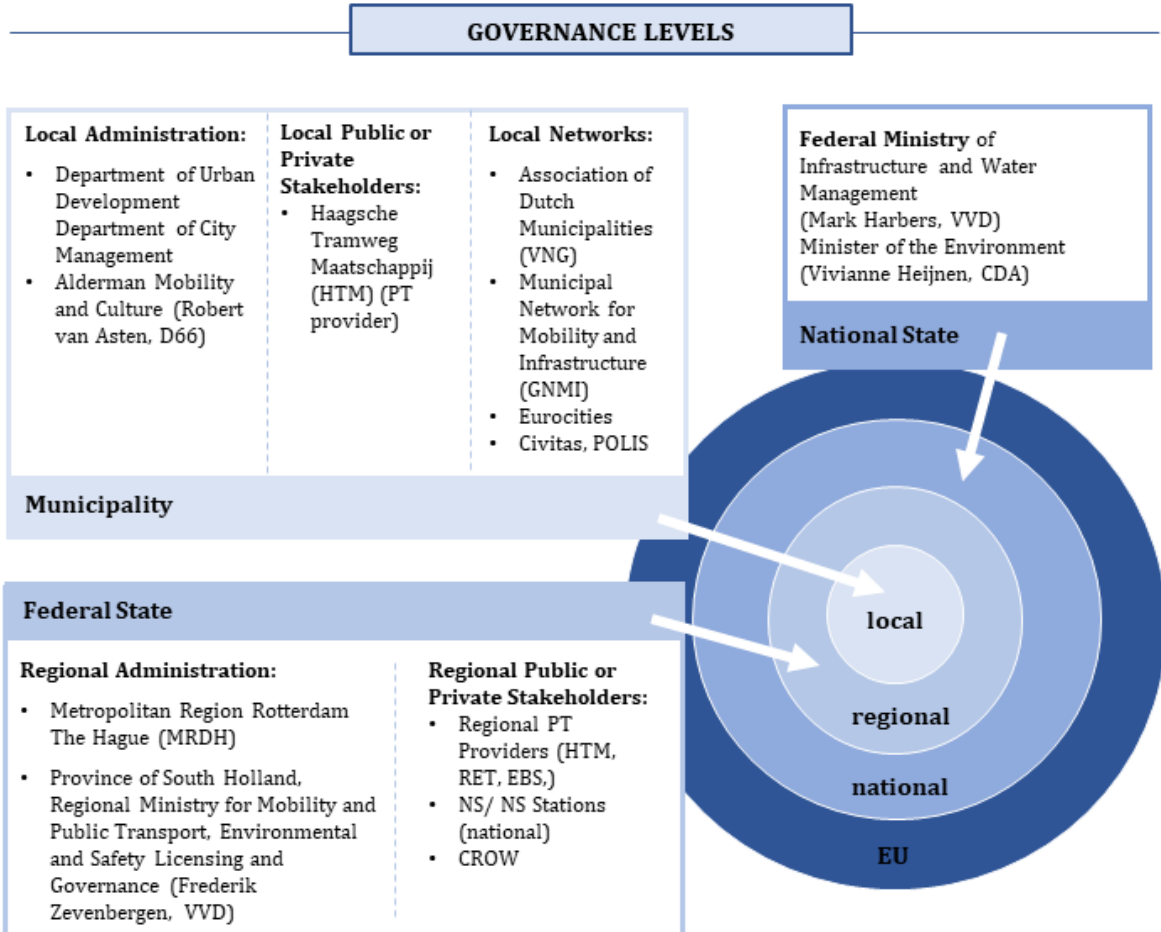 GOVERNANCE LEVELS
Local Administration:
• Department of Urban
Development
Department of City
Management
• Alderman Mobility
and Culture (Robert
van Asten, D66)
Local Public or
Private
Stakeholders:
• Haagsche
Tramweg
Maatschappij
(HTM) (PT
provider)
Local Networks:
• Association of
Dutch
Municipalities
(VNG)
• Municipal
Network for
Mobility and
Infrastructure
(GNMI)
• Eurocities
• Civitas, POLIS
Municipality
Federal Ministry of
Infrastructure and Water
Management
(Mark Harbers, VVD)
Minister of the Environment
(Vivianne Heijnen, CDA)
National State
Federal State
Regional Administration:
• Metropolitan Region Rotterdam
The Hague (MRDH)
• Province of South Holland,
Regional Ministry for Mobility and
Public Transport, Environmental
and Safety Licensing and
Governance (Frederik
Zevenbergen, VVD)
Regional Public or
Private Stakeholders:
• Regional PT
Providers (HTM,
RET, EBS,)
• NS/ NS Stations
(national)
• CROW
local
regional
national
EU